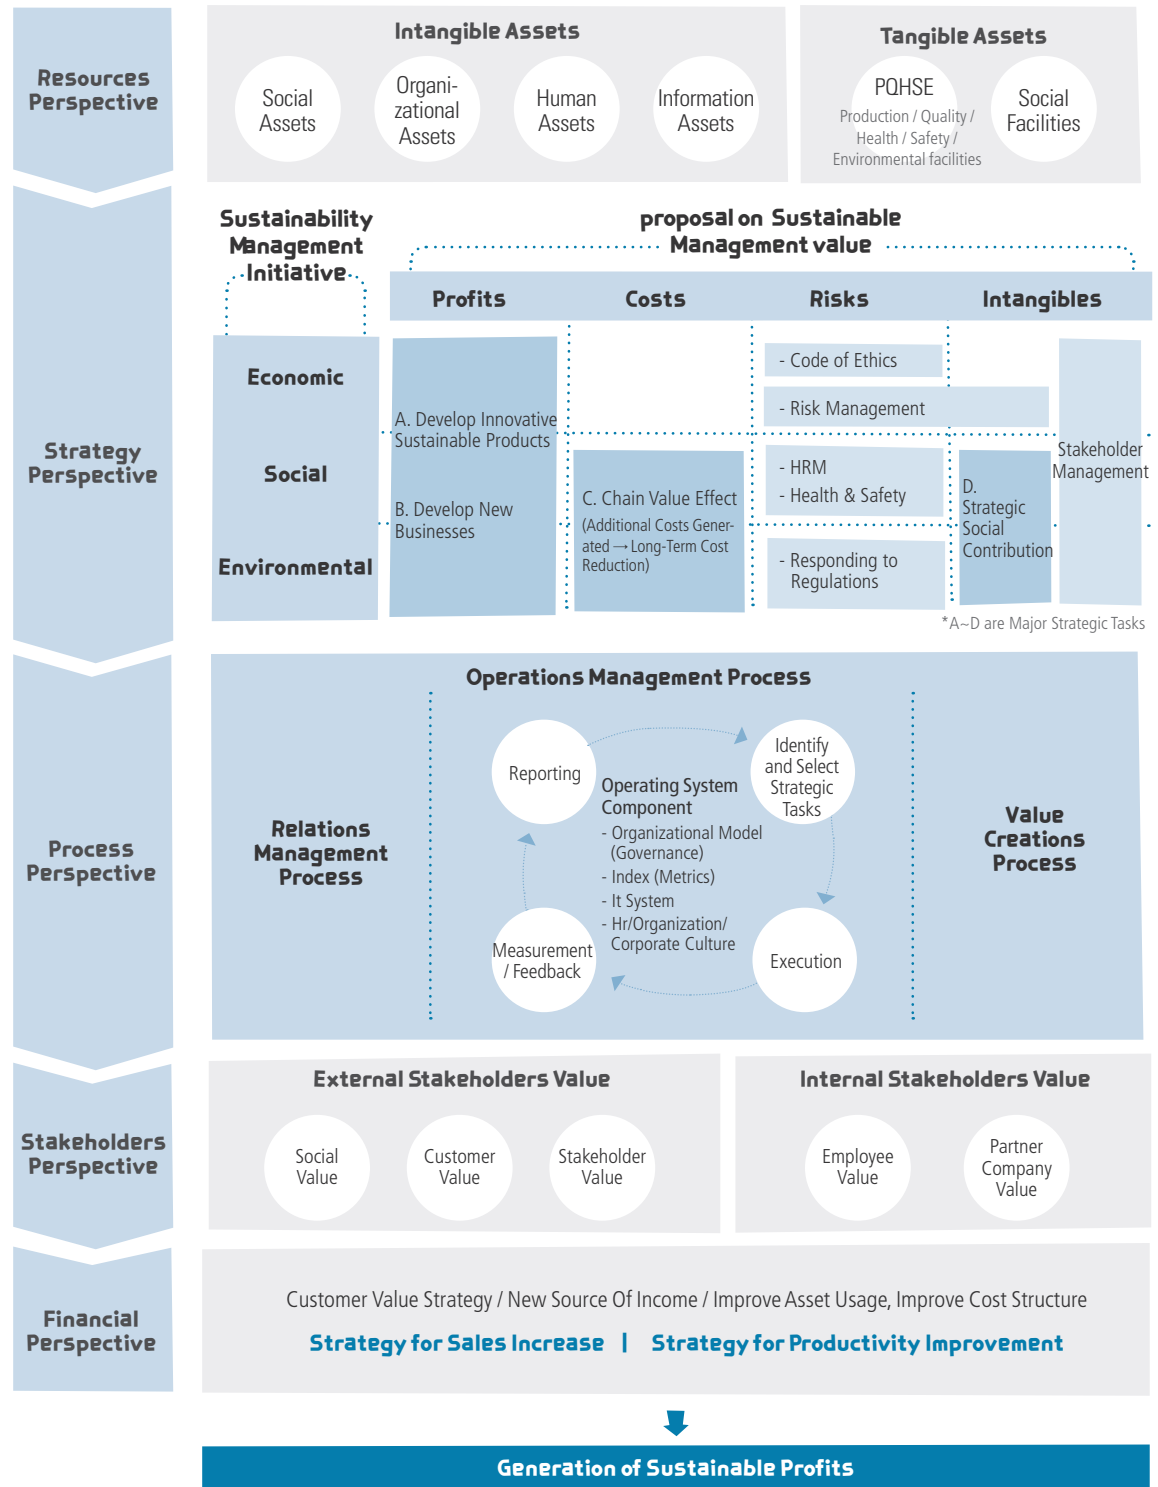 Resources
Perspective
Intangible Assets
Social
Assets
Organi-
zational
Assets
Human
Assets
Information
Assets
Tangible Assets
PQHSE
Production / Quality /
Health / Safety /
Environmental facilities
Social
Facilities
Strategy
Perspective
Sustainability
Management
Initiative
proposal on Sustainable
Management value
Profits
Costs
Risks
Intangibles
Economic
Social
Environmental
A. Develop Innovative
Sustainable Products
B. Develop New
Businesses
C. Chain Value Effect
(Additional Costs Gener-
ated → Long-Term Cost
Reduction)
- Code of Ethics
- Risk Management
- HRM
- Health & Safety
- Responding to
Regulations
D.
Strategic
Social
Contribution
Stakeholder
Management
*A~D are Major Strategic Tasks
Process
Perspective
Operations Management Process
Relations
Management
Process
Reporting
Identify
and Select
Strategic
Tasks
Operating System
Component
- Organizational Model
(Governance)
- Index (Metrics)
- It System
- Hr/Organization/
Corporate Culture
Measurement
/ Feedback
Execution
Value
Creations
Process
Stakeholders
Perspective
External Stakeholders Value
Social
Value
Customer
Value
Stakeholder
Value
Internal Stakeholders Value
Employee
Value
Partner
Company
Value
Financial
Perspective
Customer Value Strategy / New Source Of Income / Improve Asset Usage, Improve Cost Structure
Strategy for Sales Increase | Strategy for Productivity Improvement
Generation of Sustainable Profits